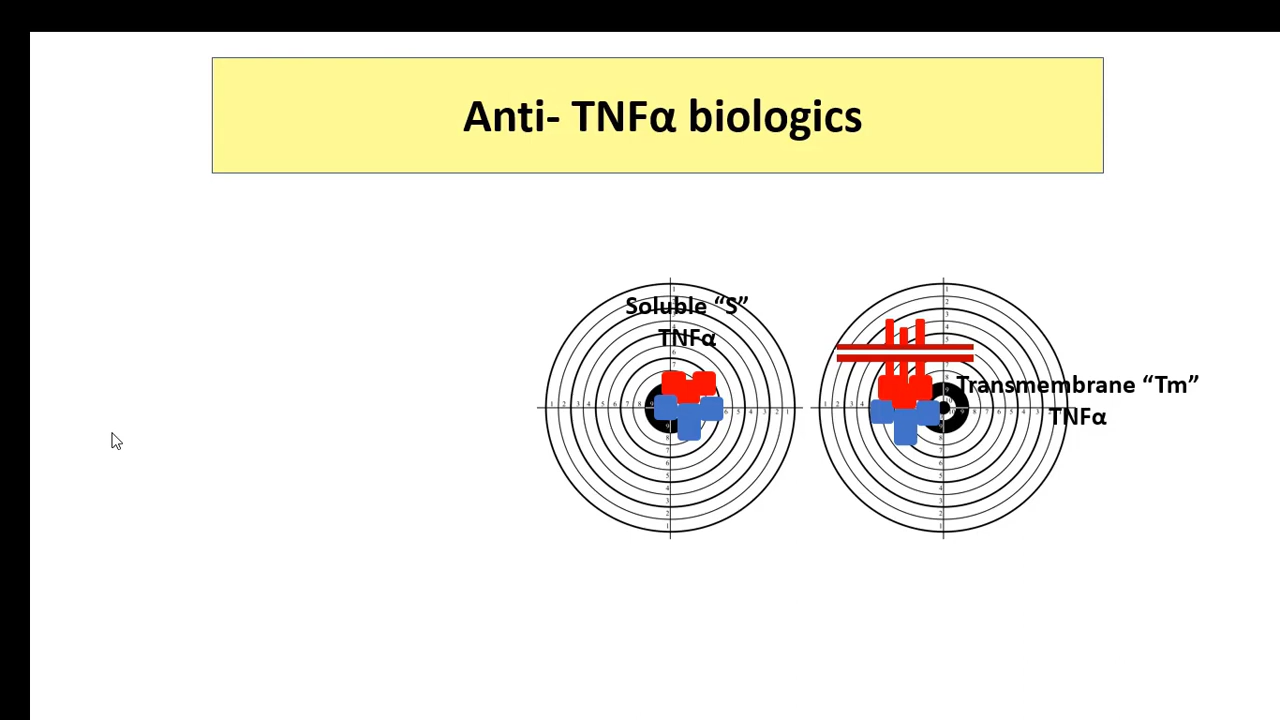 Anti- TNFα biologics
Soluble “S”
TNFα
Transmembrane “Tm”
TNFα